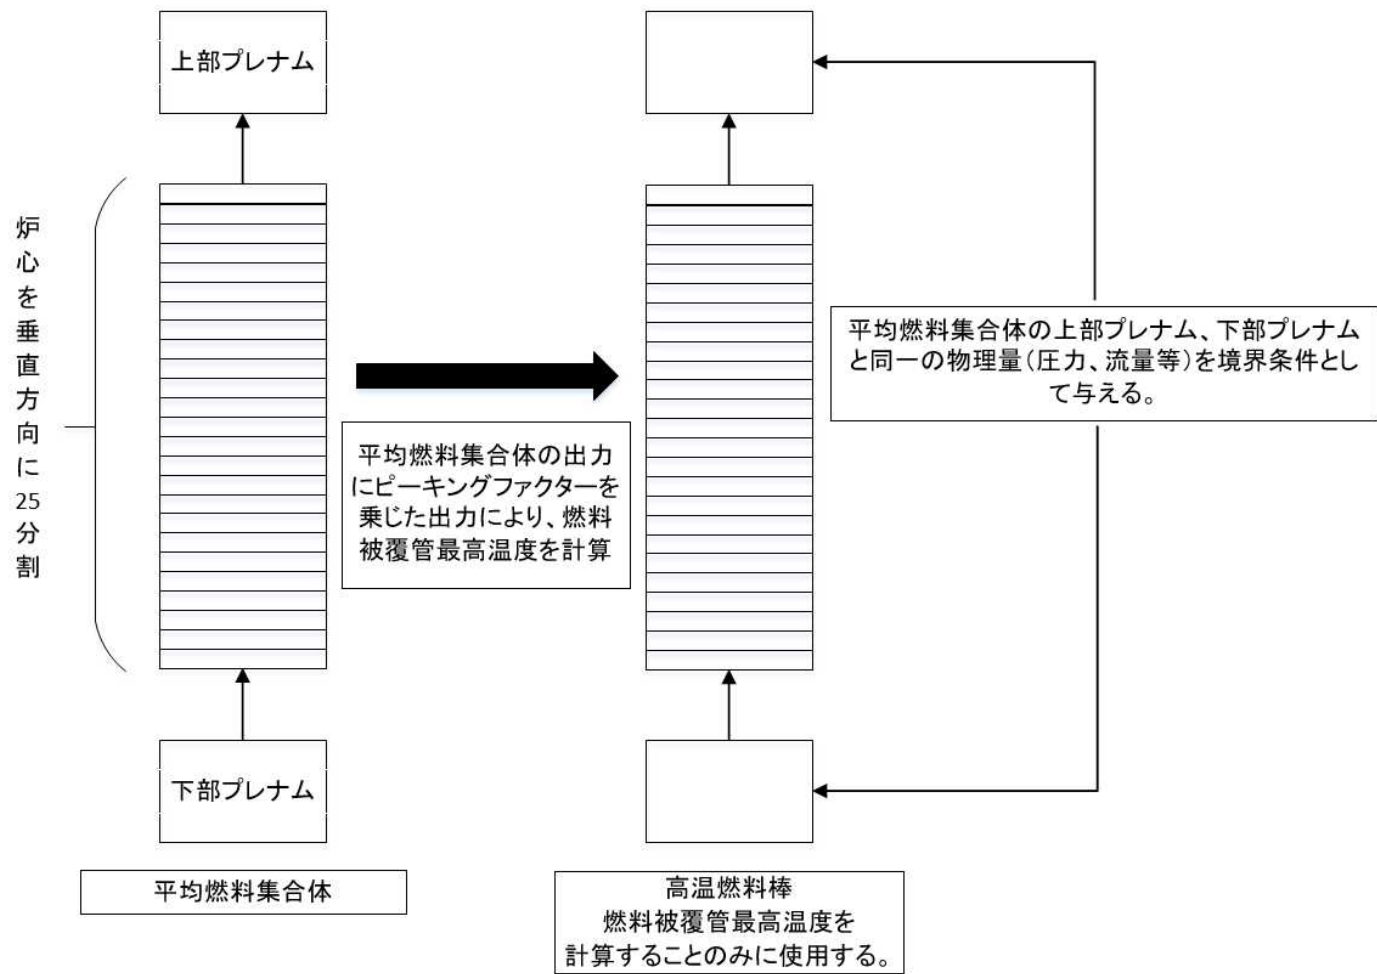 上部プレナム
炉心を垂直方向に25分割
平均燃料集合体の上部プレナム、下部プレナム
と同一の物理量（圧力、流量等）を境界条件とし
て与える。
平均燃料集合体の出力
にピーキングファクターを
乗じた出力により、燃料
被覆管最高温度を計算
下部プレナム
平均燃料集合体
高温燃料棒
燃料被覆管最高温度を
計算することのみに使用する。